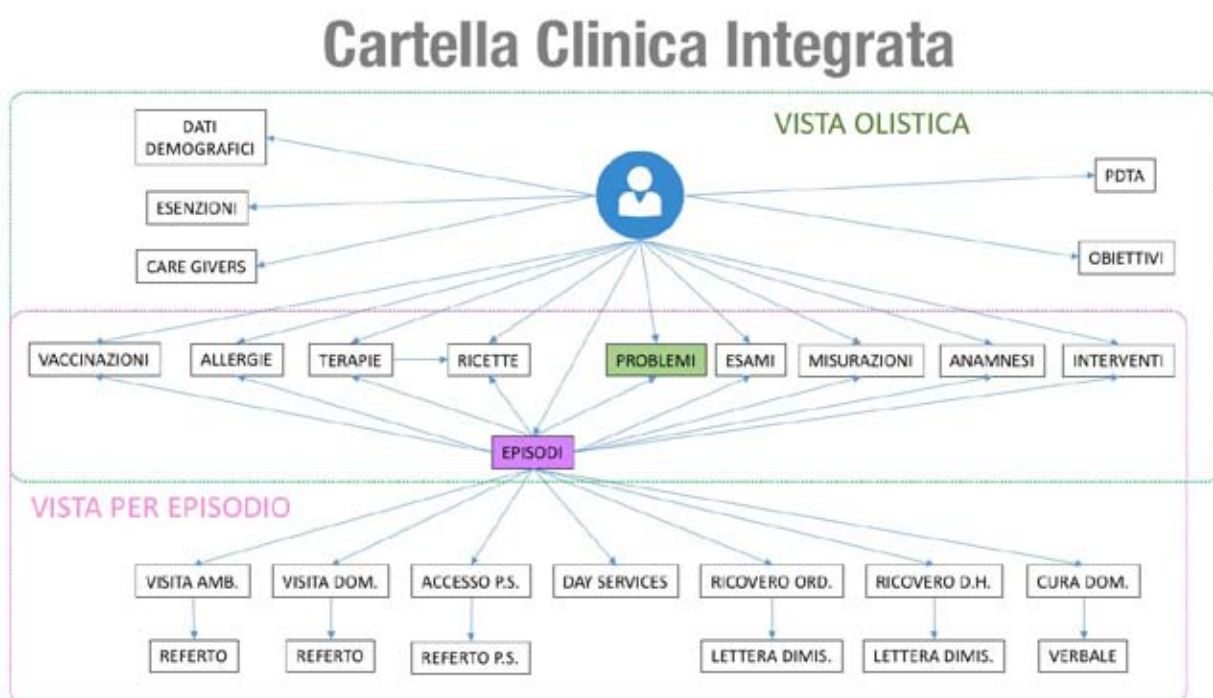 Cartella Clinica Integrata
VISTA OLISTICA
DATI
DEMOGRAFICI
PDTA
ESENZIONI
CARE GIVERS
OBIETTIVI
VACCINAZIONI
ALLERGIE
TERAPIE
RICETTE
PROBLEMI
ESAMI
MISURAZIONI
ANAMNESI
INTERVENTI
EPISODI
VISTA PER EPISODIO
VISITA AMB.
VISITA DOM.
ACCESSO P.S.
DAY SERVICES
RICOVERO ORD.
RICOVERO D.H.
CURA DOM.
REFERTO
REFERTO
REFERTO P.S.
LETTERA DIMIS.
LETTERA DIMIS.
VERBALE